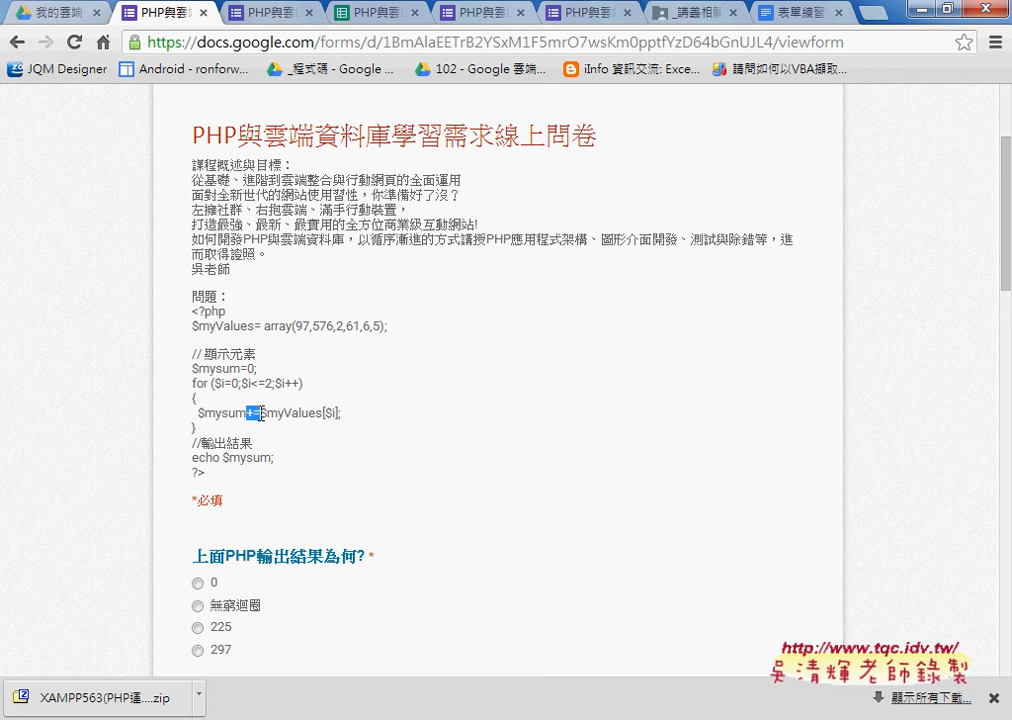 我的雲端
PHP與雲
PHP與雲
PHP與雲
PHP與雲
PHP與雲
_講義相關
表單練習
https://docs.google.com/forms/d/1BmAlaEETrB2YSxM1F5mrO7wsKm0pptfYzD64bGnUJL4/viewform
JQM Designer
Android - ronforw...
_程式碼 - Google ...
102 - Google 雲端...
iInfo 資訊交流: Exce...
請問如何以VBA擷取...
PHP與雲端資料庫學習需求線上問卷
課程概述與目標：
從基礎、進階到雲端整合與行動網頁的全面運用
面對全新世代的網站使用習性，你準備好了沒？
左擁社群、右抱雲端、滿手行動裝置，
打造最強、最新、最實用的全方位商業級互動網站!
如何開發PHP與雲端資料庫，以循序漸進的方式講授PHP應用程式架構、圖形介面開發、測試與除錯等，進
而取得證照。
吳老師
問題：
<?php
$myValues= array(97,576,2,61,6,5);
// 顯示元素
$mysum=0;
for ($i=0;$i<=2;$i++)
{
$mysum+=$myValues[$i];
}
//輸出結果
echo $mysum;
?>
*必填
上面PHP輸出結果為何? *
0
無窮迴圈
225
297
http://www.tqc.idv.tw/
吳清輝老師錄製
XAMPP563(PHP運....zip
顯示所有下載...